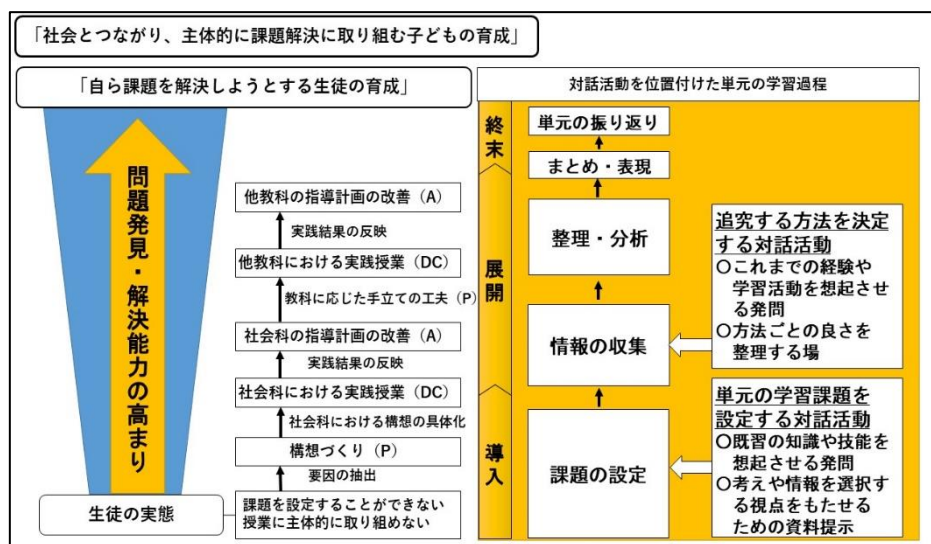 「社会とつながり、主体的に課題解決に取り組む子どもの育成」
「自ら課題を解決しようとする生徒の育成」
問題発見・解決能力の高まり
生徒の実態
他教科の指導計画の改善（A）
実践結果の反映
他教科における実践授業（DC）
教科に応じた手立ての工夫（P）
社会科の指導計画の改善（A）
実践結果の反映
社会科における実践授業（DC）
社会科における構想の具体化
構想づくり（P）
要因の抽出
課題を設定することができない
授業に主体的に取り組めない
対話活動を位置付けた単元の学習過程
終末
展開
導入
単元の振り返り
まとめ・表現
整理・分析
情報の収集
課題の設定
追究する方法を決定
する対話活動
〇これまでの経験や
学習活動を想起させ
る発問
〇方法ごとの良さを
整理する場
単元の学習課題を
設定する対話活動
〇既習の知識や技能を
想起させる発問
〇考えや情報を選択す
る視点をもたせる
ための資料提示